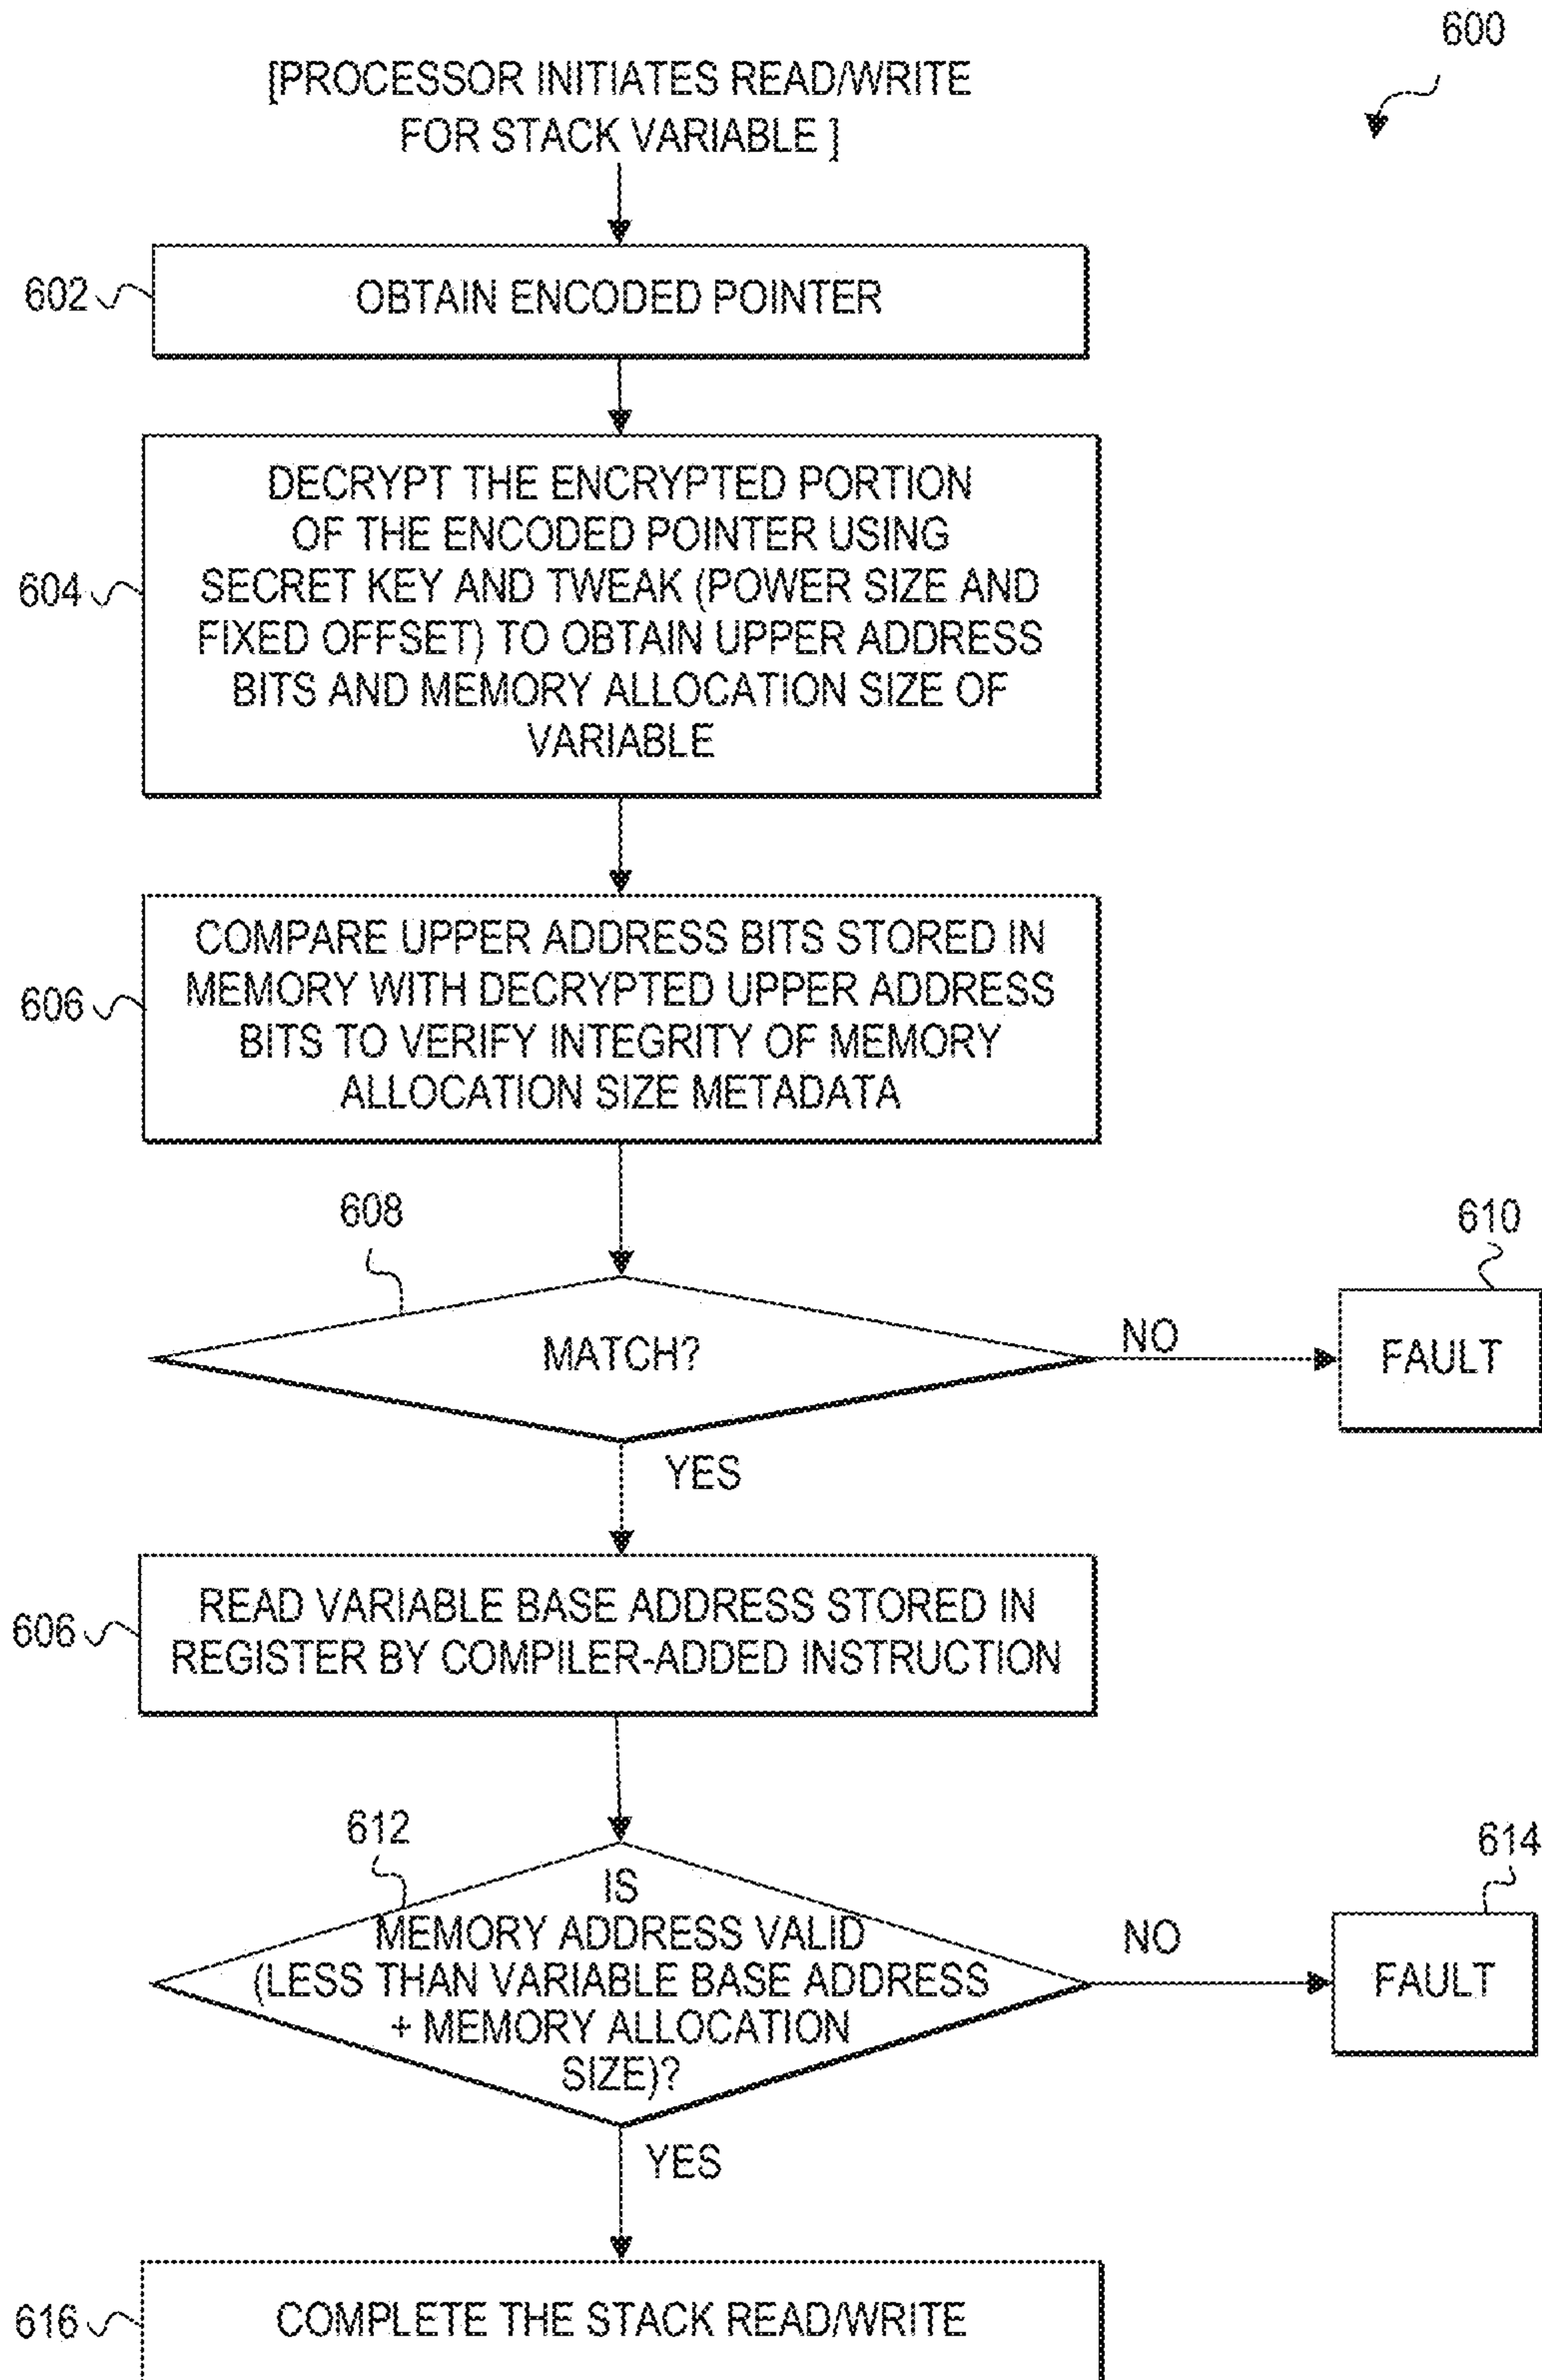 600
[PROCESSOR INITIATES READ/WRITE
FOR STACK VARIABLE ]
602
OBTAIN ENCODED POINTER
604
DECRYPT THE ENCRYPTED PORTION
OF THE ENCODED POINTER USING
SECRET KEY AND TWEAK (POWER SIZE AND
FIXED OFFSET) TO OBTAIN UPPER ADDRESS
BITS AND MEMORY ALLOCATION SIZE OF
VARIABLE
606
COMPARE UPPER ADDRESS BITS STORED IN
MEMORY WITH DECRYPTED UPPER ADDRESS
BITS TO VERIFY INTEGRITY OF MEMORY
ALLOCATION SIZE METADATA
608
MATCH?
NO
610
FAULT
YES
606
READ VARIABLE BASE ADDRESS STORED IN
REGISTER BY COMPILER-ADDED INSTRUCTION
612
IS
MEMORY ADDRESS VALID
(LESS THAN VARIABLE BASE ADDRESS
+ MEMORY ALLOCATION
SIZE)?
NO
614
FAULT
YES
616
COMPLETE THE STACK READ/WRITE